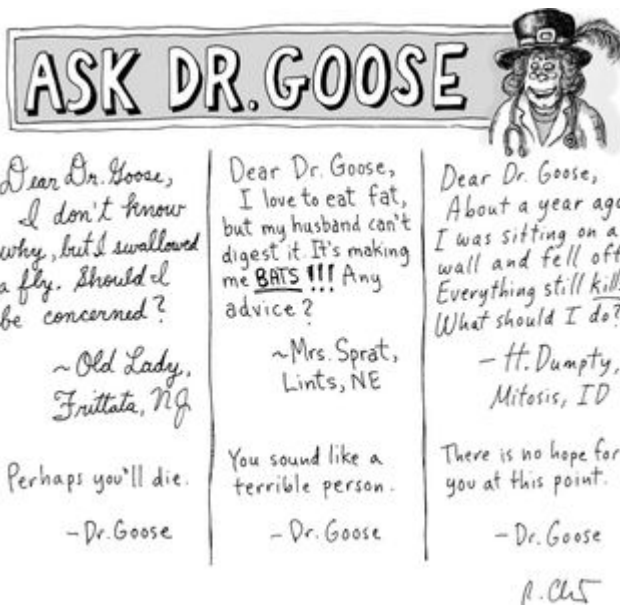 ASK DR. GOOSE
Dear Dr. Goose,
I don't know
why, but I swallowed
a fly. Should I
be concerned?
~ Old Lady,
Frittata, NJ
Perhaps you'll die.
- Dr. Goose
Dear Dr. Goose,
I love to eat fat,
but my husband can't
digest it. It's making
me BATS!!! Any
advice?
~ Mrs. Sprat,
Lints, NE
You sound like a
terrible person.
- Dr. Goose
Dear Dr. Goose,
About a year ago
I was sitting on a
wall and fell off.
Everything still kills.
What should I do?
- H. Dumpty,
Mitosis, ID
There is no hope for
you at this point.
- Dr. Goose